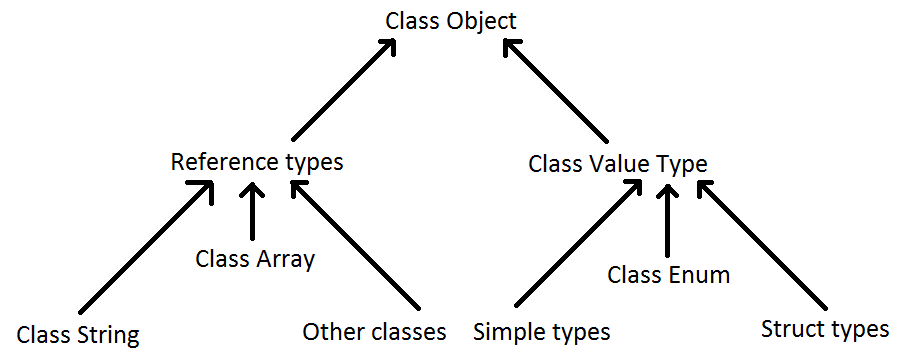 Class Object
Reference types
Class Value Type
Class Array
Class Enum
Class String
Other classes
Simple types
Struct types